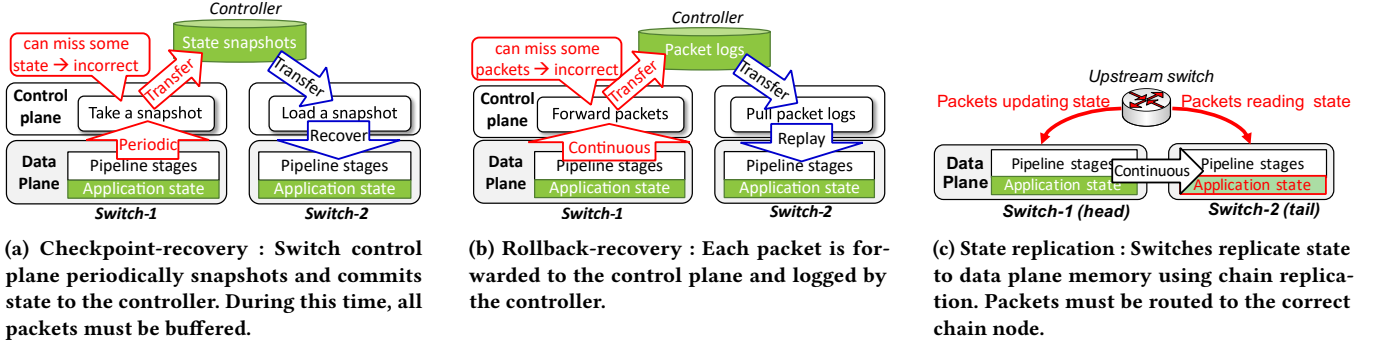 Controller
State snapshots
can miss some
state → incorrect
Transfer
Transfer
Control
plane
Take a snapshot
Load a snapshot
Periodic
Recover
Data
Plane
Pipeline stages
Application state
Pipeline stages
Application state
Switch-1
Switch-2
(a) Checkpoint-recovery : Switch control
plane periodically snapshots and commits
state to the controller. During this time, all
packets must be buffered.
Controller
Packet logs
can miss some
packets → incorrect
Transfer
Transfer
Control
plane
Forward packets
Pull packet logs
Continuous
Replay
Data
Plane
Pipeline stages
Application state
Pipeline stages
Application state
Switch-1
Switch-2
(b) Rollback-recovery : Each packet is for-
warded to the control plane and logged by
the controller.
Upstream switch
Packets updating state
Packets reading state
Data
Plane
Pipeline stages
Application state
Continuous
Pipeline stages
Application state
Switch-1 (head)
Switch-2 (tail)
(c) State replication : Switches replicate state
to data plane memory using chain replica-
tion. Packets must be routed to the correct
chain node.